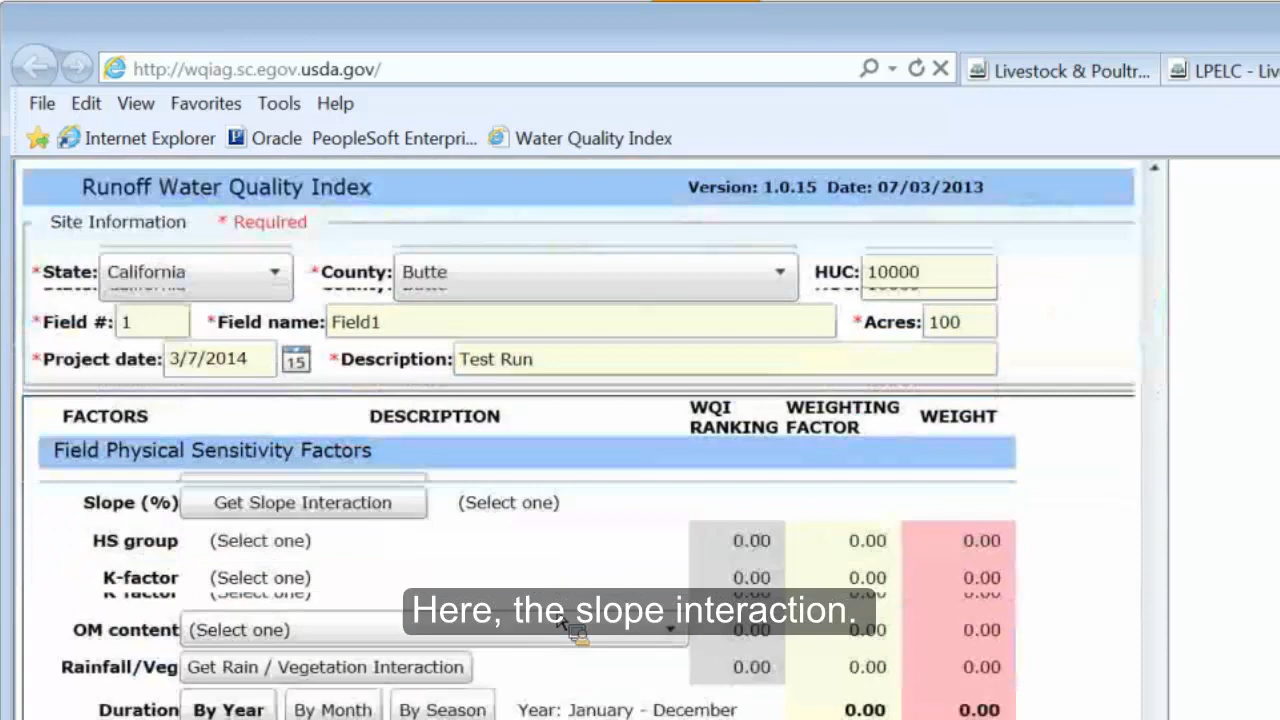 http://wqiag.sc.egov.usda.gov/ Livestock & Poultr... LPELC - Liv
File Edit View Favorites Tools Help
Internet Explorer Oracle PeopleSoft Enterpri... Water Quality Index
Runoff Water Quality Index Version: 1.0.15 Date: 07/03/2013
Site Information * Required
*State: California *County: Butte HUC: 10000
*Field #: 1 *Field name: Field1 *Acres: 100
*Project date: 3/7/2014 15 *Description: Test Run
FACTORS DESCRIPTION WQI RANKING WEIGHTING FACTOR WEIGHT
Field Physical Sensitivity Factors
Slope (%) Get Slope Interaction (Select one)
HS group (Select one) 0.00 0.00 0.00
K-factor (Select one) 0.00 0.00 0.00
Here, the slope interaction.
OM content (Select one) 0.00 0.00 0.00
Rainfall/Veg Get Rain / Vegetation Interaction 0.00 0.00 0.00
Duration By Year By Month By Season Year: January - December 0.00 0.00